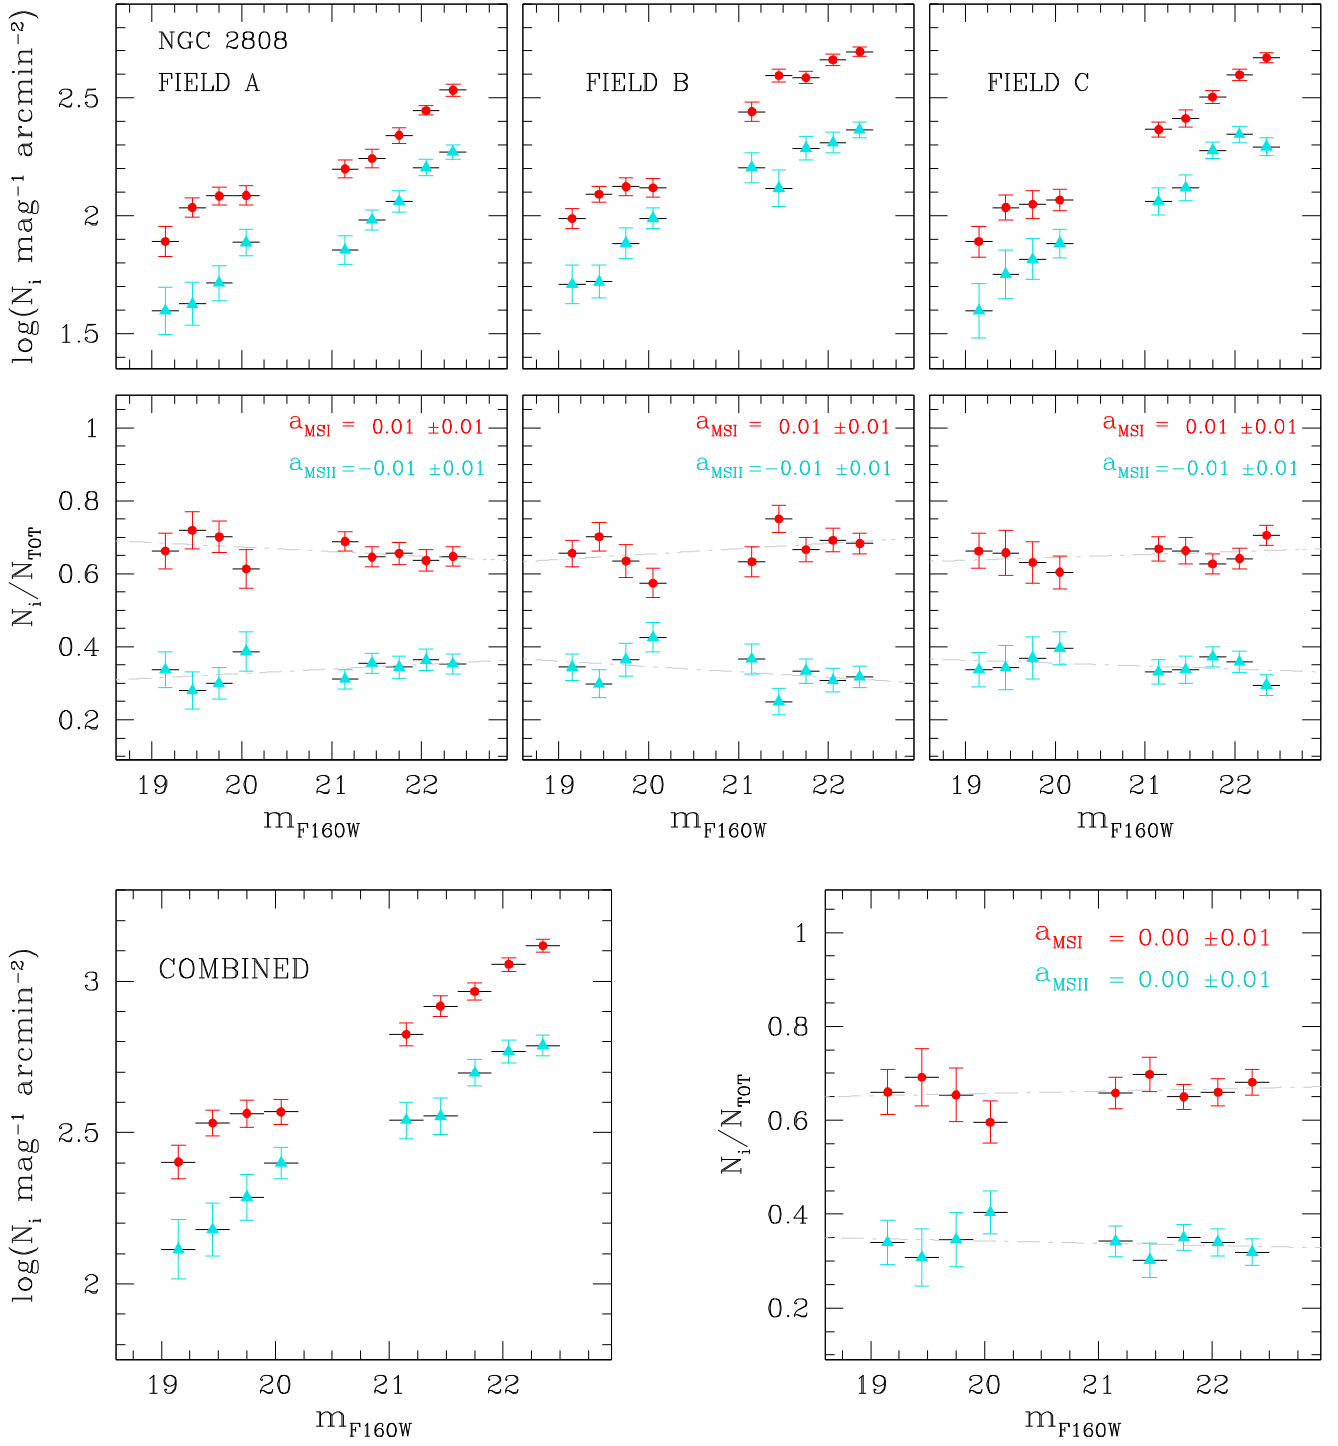 log(N_i mag⁻¹ arcmin⁻²)
2.5
2
1.5
NGC 2808
FIELD A
FIELD B
FIELD C
N_i/N_TOT
1
0.8
0.6
0.4
0.2
a_MSI = 0.01 ±0.01
a_MSII =−0.01 ±0.01
a_MSI = 0.01 ±0.01
a_MSII =−0.01 ±0.01
a_MSI = 0.01 ±0.01
a_MSII =−0.01 ±0.01
19 20 21 22
19 20 21 22
19 20 21 22
m_F160W
m_F160W
m_F160W
log(N_i mag⁻¹ arcmin⁻²)
3
2.5
2
COMBINED
19 20 21 22
m_F160W
N_i/N_TOT
1
0.8
0.6
0.4
0.2
a_MSI = 0.00 ±0.01
a_MSII = 0.00 ±0.01
19 20 21 22
m_F160W